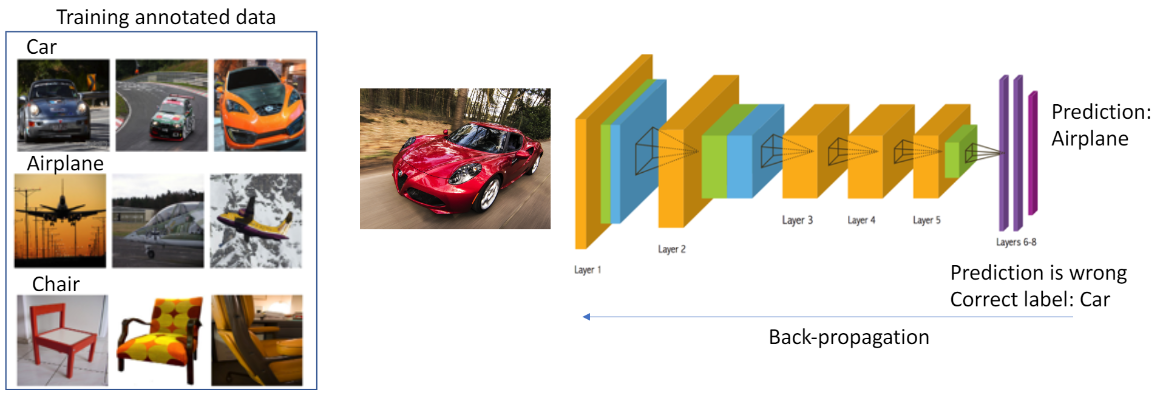 Training annotated data
Car
Airplane
Chair
Layer 1
Layer 2
Layer 3
Layer 4
Layer 5
Layers 6-8
Prediction:
Airplane
Prediction is wrong
Correct label: Car
Back-propagation